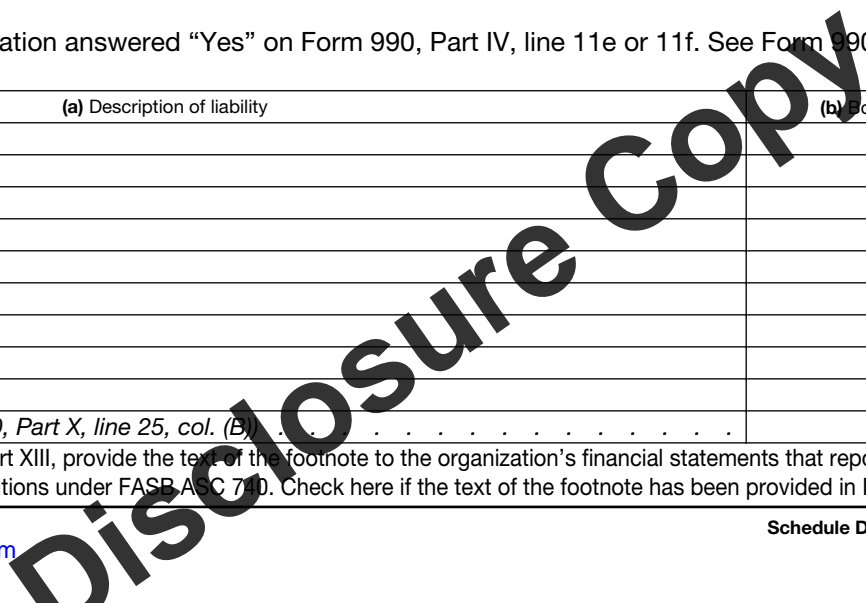 ation answered “Yes” on Form 990, Part IV, line 11e or 11f. See Form 990
(a) Description of liability (b) Bo
, Part X, line 25, col. (B)) . . . . . . . . . . . . . . .
rt XIII, provide the text of the footnote to the organization’s financial statements that repo
tions under FASB ASC 740. Check here if the text of the footnote has been provided in
Schedule D
m
Disclosure Copy